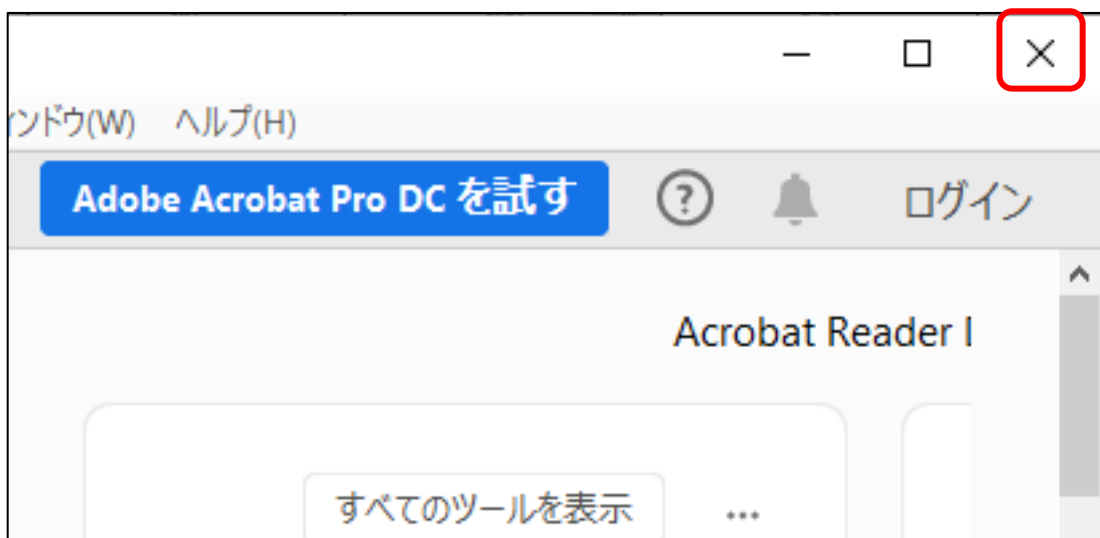 ィンドウ(W) ヘルプ(H)
Adobe Acrobat Pro DC を試す ? ログイン
Acrobat Reader
すべてのツールを表示 ...